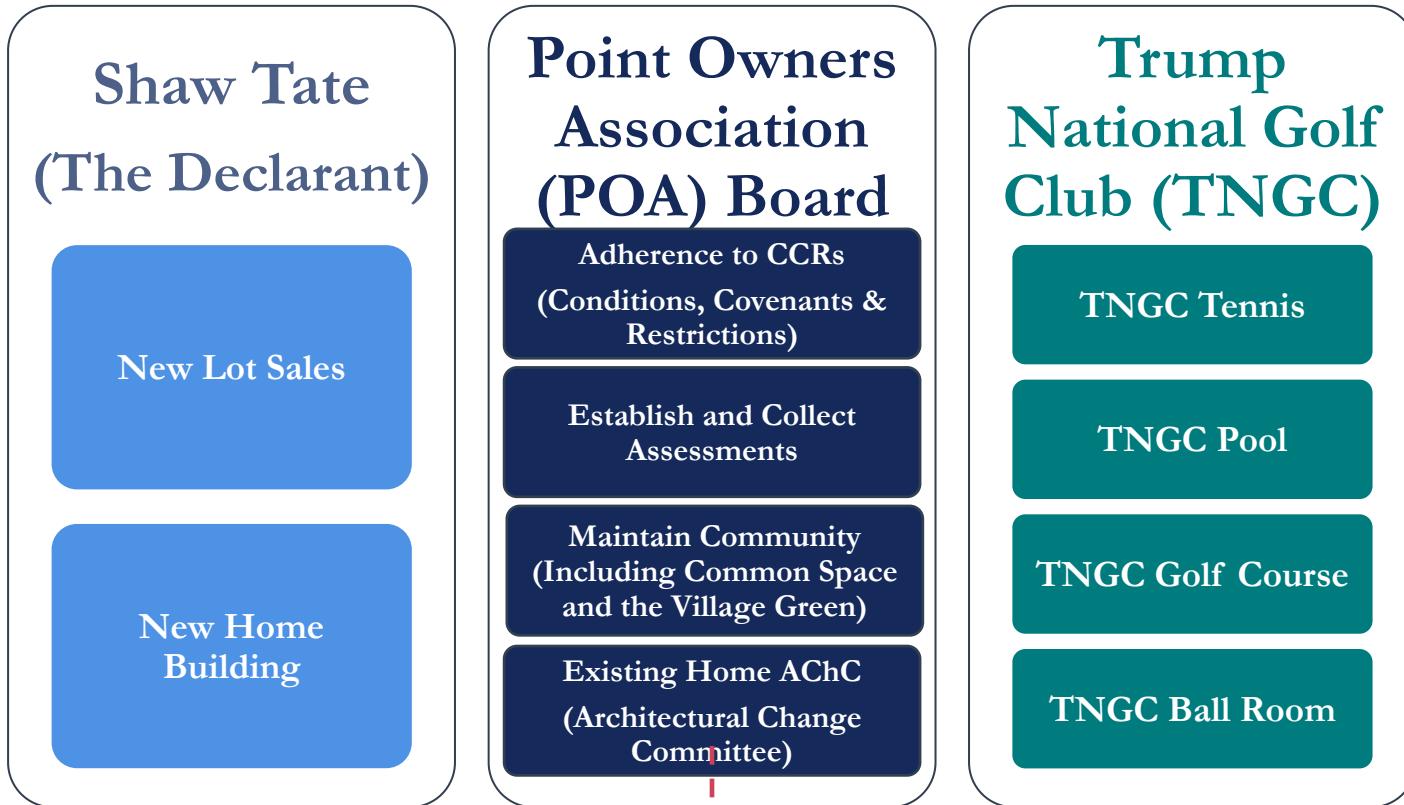 Shaw Tate
(The Declarant)
New Lot Sales
New Home
Building
Point Owners
Association
(POA) Board
Adherence to CCRs
(Conditions, Covenants &
Restrictions)
Establish and Collect
Assessments
Maintain Community
(Including Common Space
and the Village Green)
Existing Home AChC
(Architectural Change
Committee)
Trump
National Golf
Club (TNGC)
TNGC Tennis
TNGC Pool
TNGC Golf Course
TNGC Ball Room